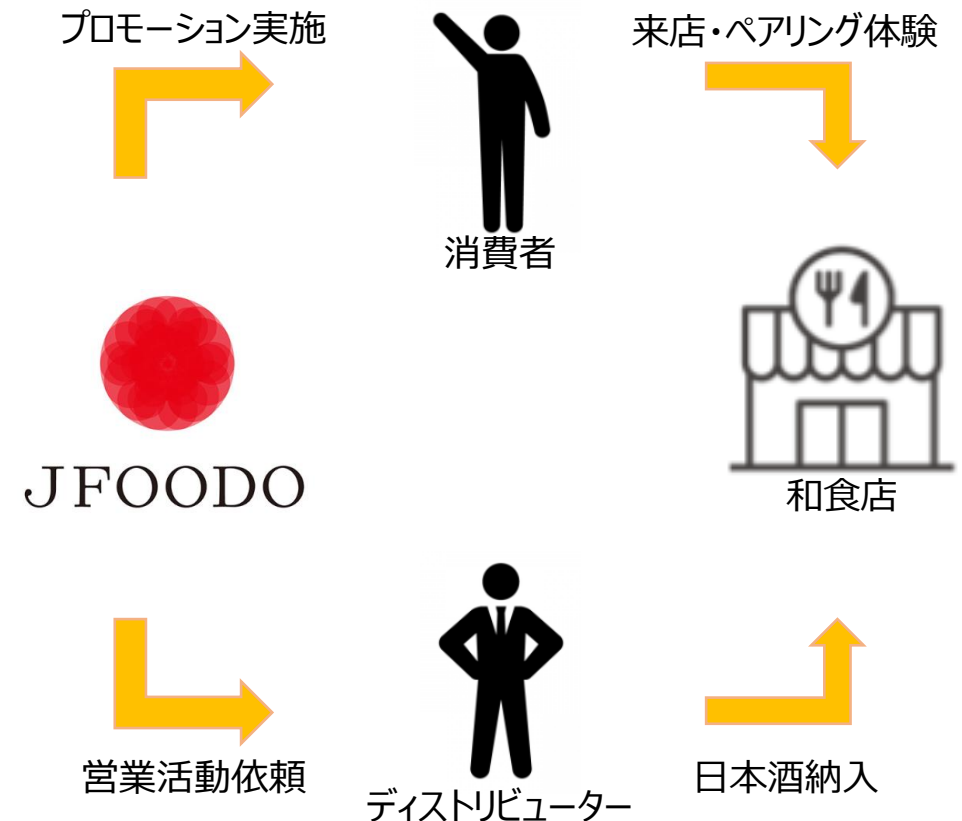 プロモーション実施
来店・ペアリング体験
消費者
JFOODO
和食店
営業活動依頼
日本酒納入
ディストリビューター